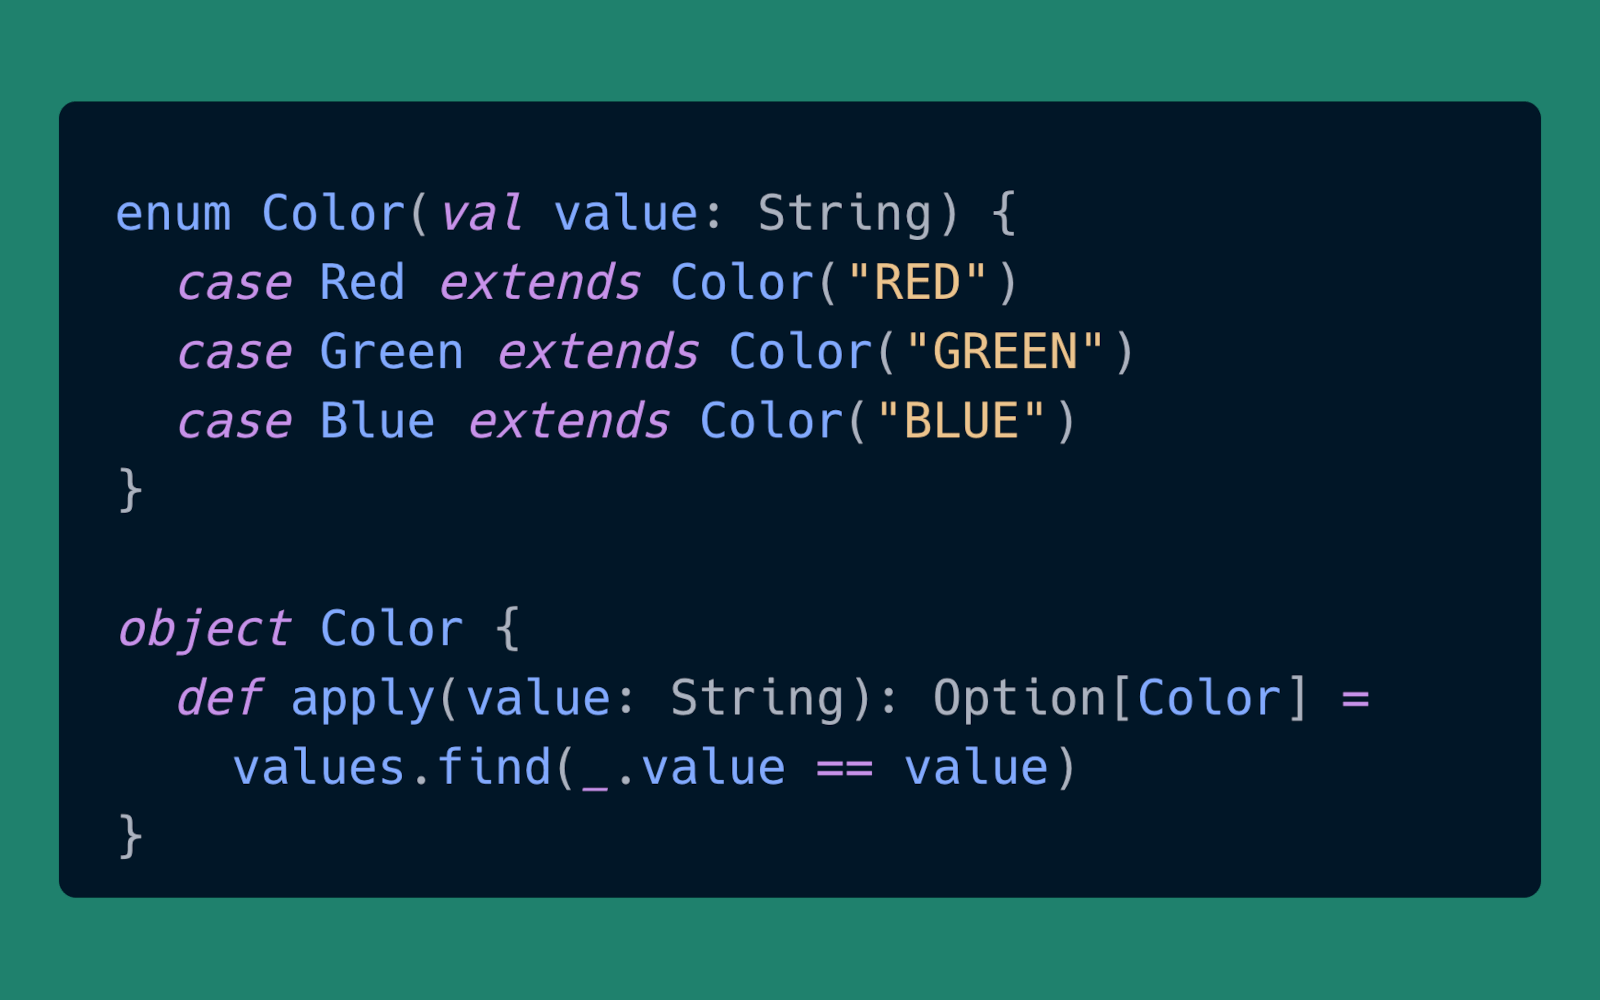 enum Color(val value: String) {
  case Red extends Color("RED")
  case Green extends Color("GREEN")
  case Blue extends Color("BLUE")
}

object Color {
  def apply(value: String): Option[Color] =
    values.find(_.value == value)
}